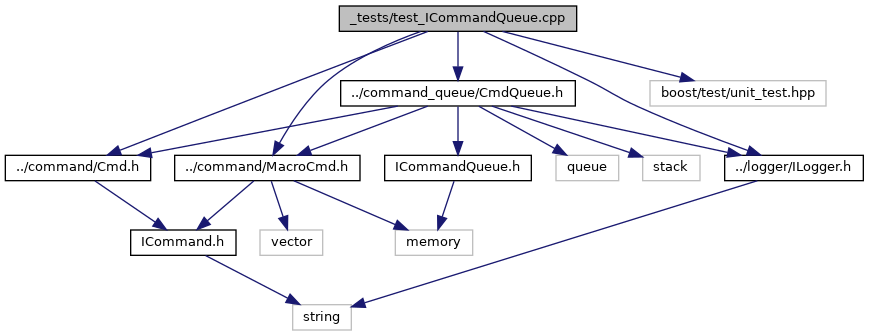 _tests/test_ICommandQueue.cpp
../command_queue/CmdQueue.h
boost/test/unit_test.hpp
../command/Cmd.h
../command/MacroCmd.h
ICommandQueue.h
queue
stack
../logger/ILogger.h
ICommand.h
vector
memory
string